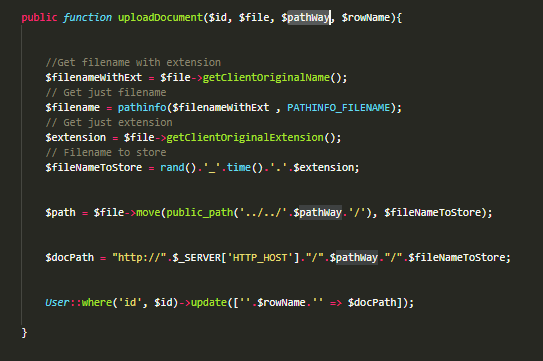 public function uploadDocument($id, $file, $pathWay, $rowName){
//Get filename with extension
$filenameWithExt = $file->getClientOriginalName();
// Get just filename
$filename = pathinfo($filenameWithExt , PATHINFO_FILENAME);
// Get just extension
$extension = $file->getClientOriginalExtension();
// Filename to store
$fileNameToStore = rand().'_'.time().'.'.$extension;
$path = $file->move(public_path('../../'.$pathWay.'/'), $fileNameToStore);
$docPath = "http://".$_SERVER['HTTP_HOST']."/".$pathWay."/".$fileNameToStore;
User::where('id', $id)->update([''.$rowName.'' => $docPath]);
}